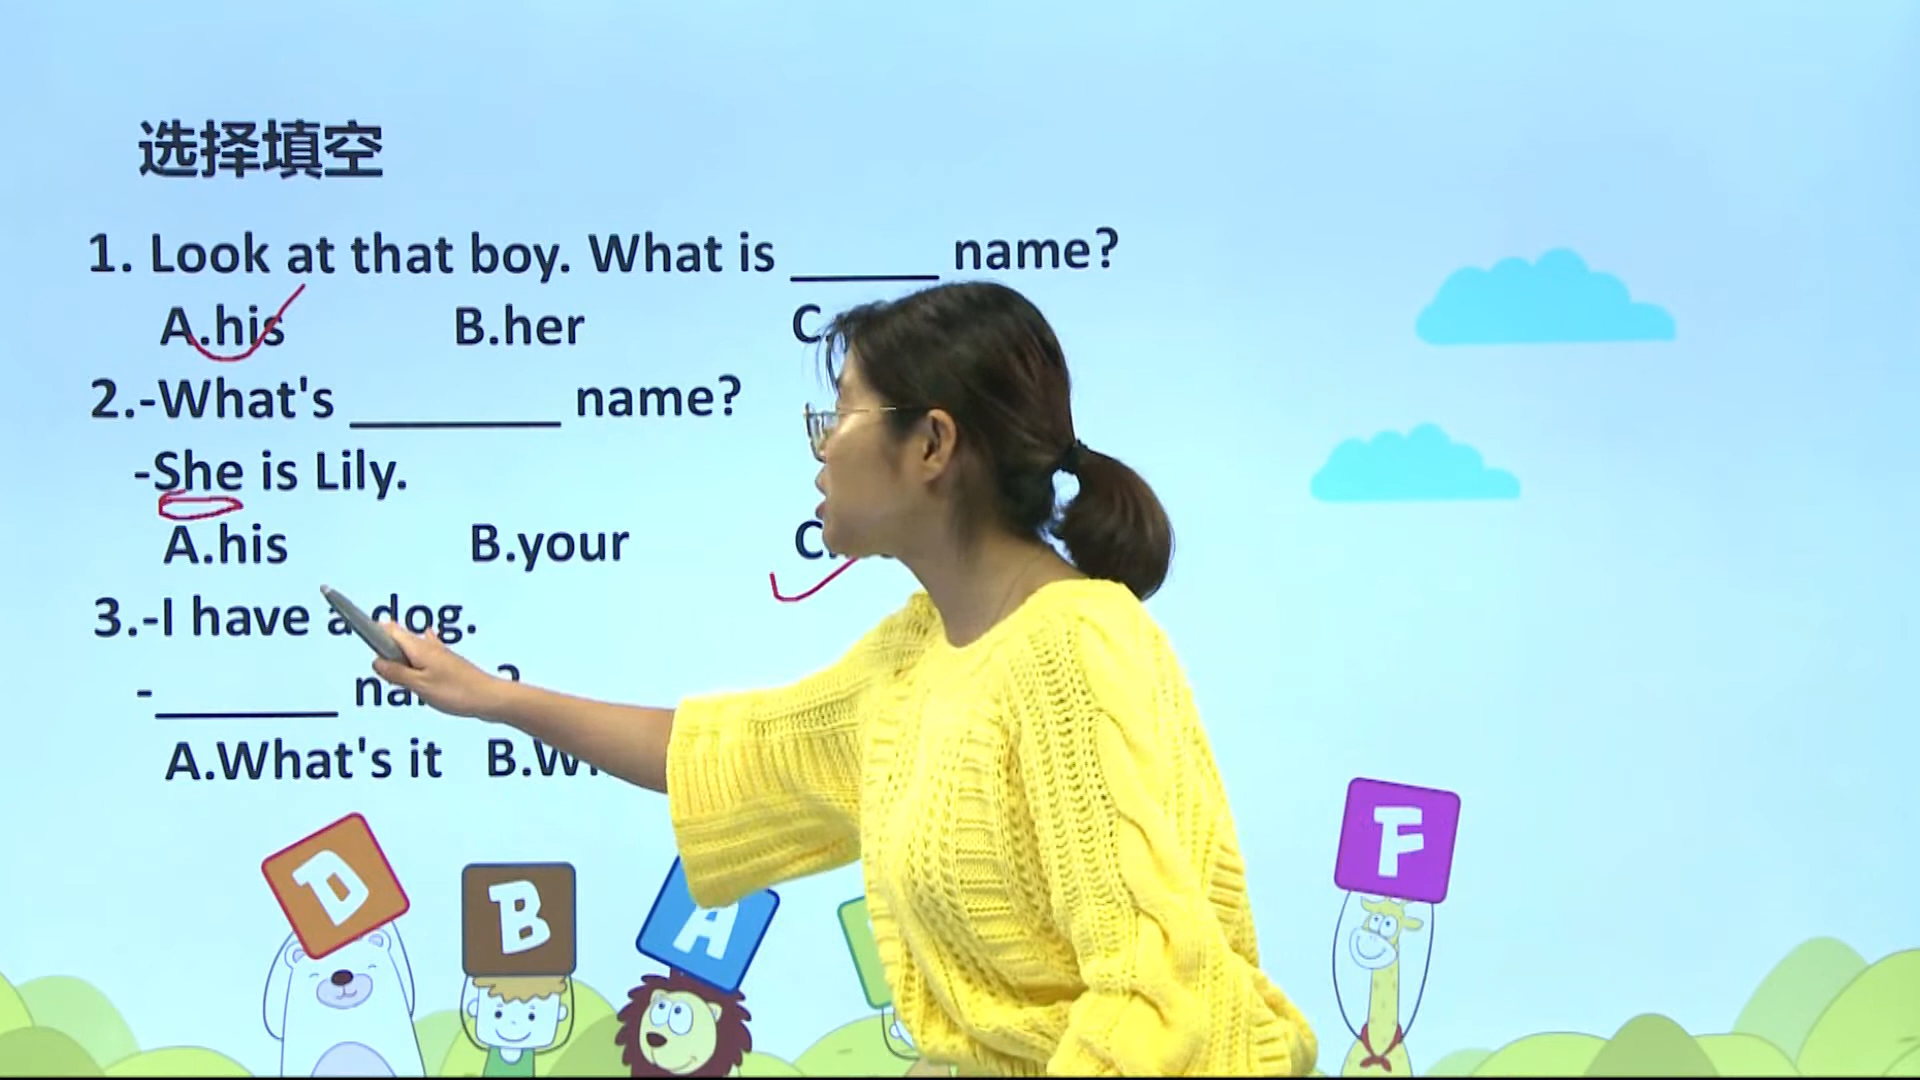 选择填空
1. Look at that boy. What is ______ name?
A.his B.her C.
2.-What's ________ name?
-She is Lily.
A.his B.your C.
3.-I have a dog.
-_______ ?
A.What's it B.
D B A F